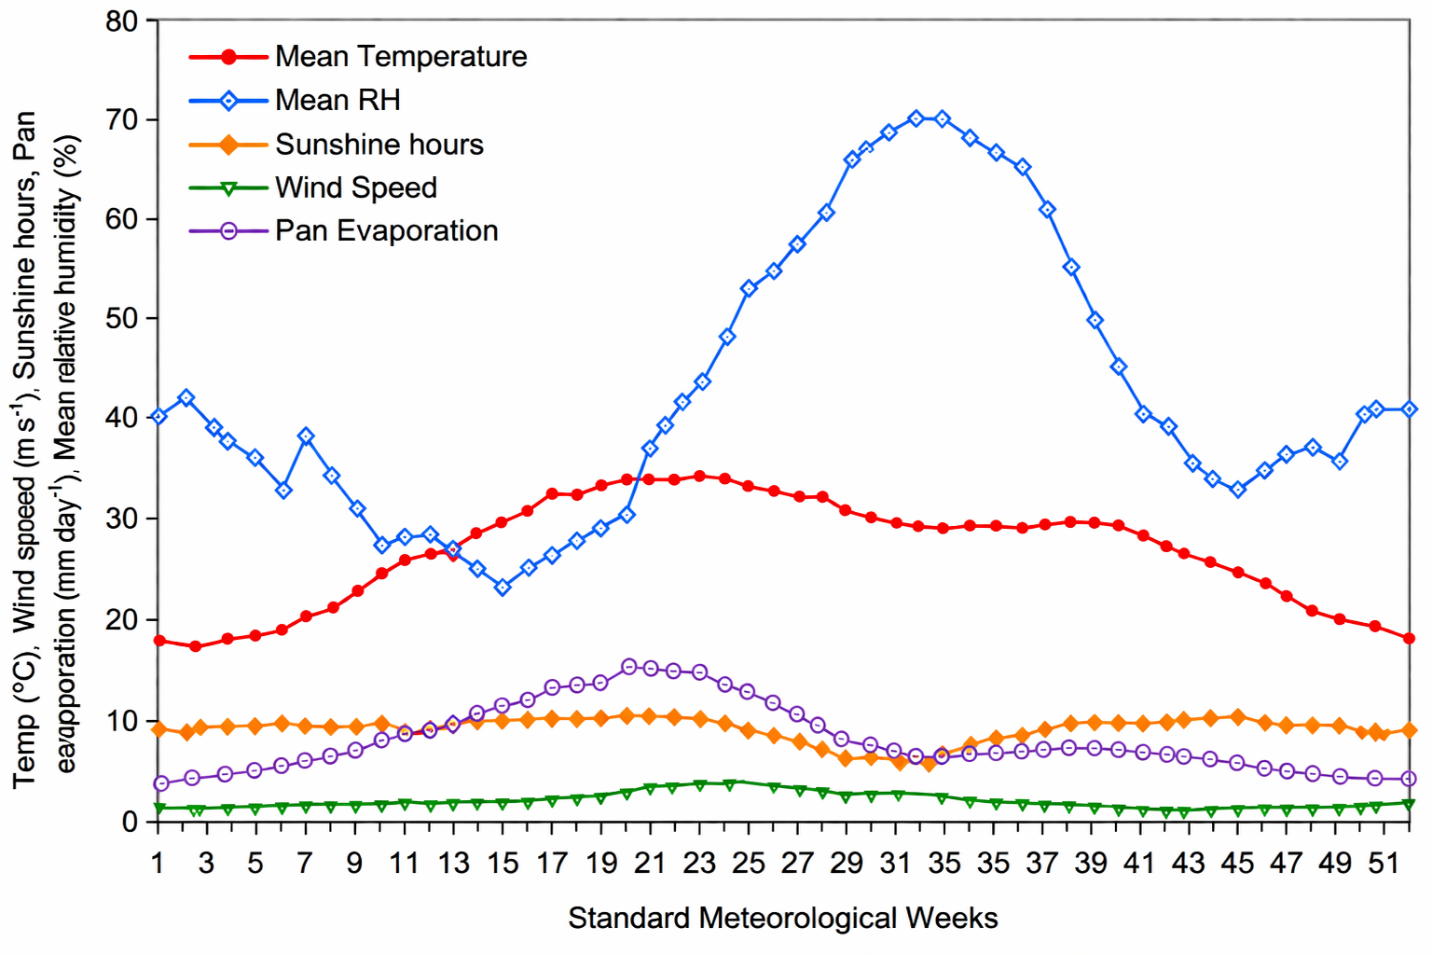 80
70
60
50
40
30
20
10
0
Temp (°C), Wind speed (m s-1), Sunshine hours, Pan
ea⁄qpporation (mm day-1), Mean relative humidity (%)
Mean Temperature
Mean RH
Sunshine hours
Wind Speed
Pan Evaporation
1 3 5 7 9 11 13 15 17 19 21 23 25 27 29 31 35 35 37 39 41 43 45 47 49 51
Standard Meteorological Weeks